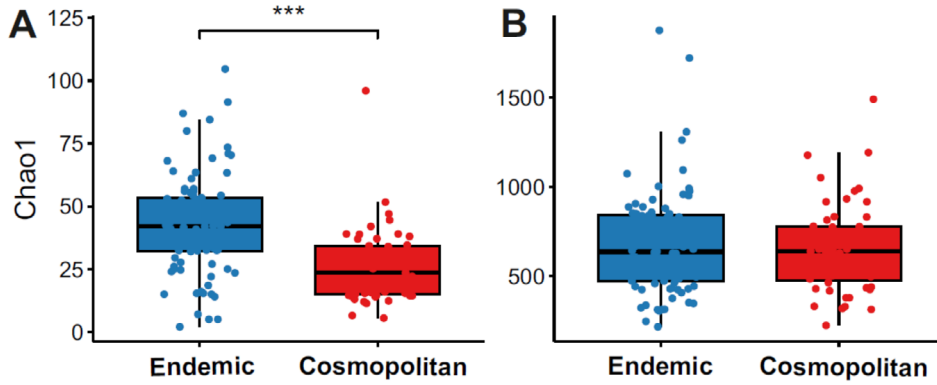 A
B
***
Chao1
125
100
75
50
25
0
Endemic
Cosmopolitan
1500
1000
500
Endemic
Cosmopolitan